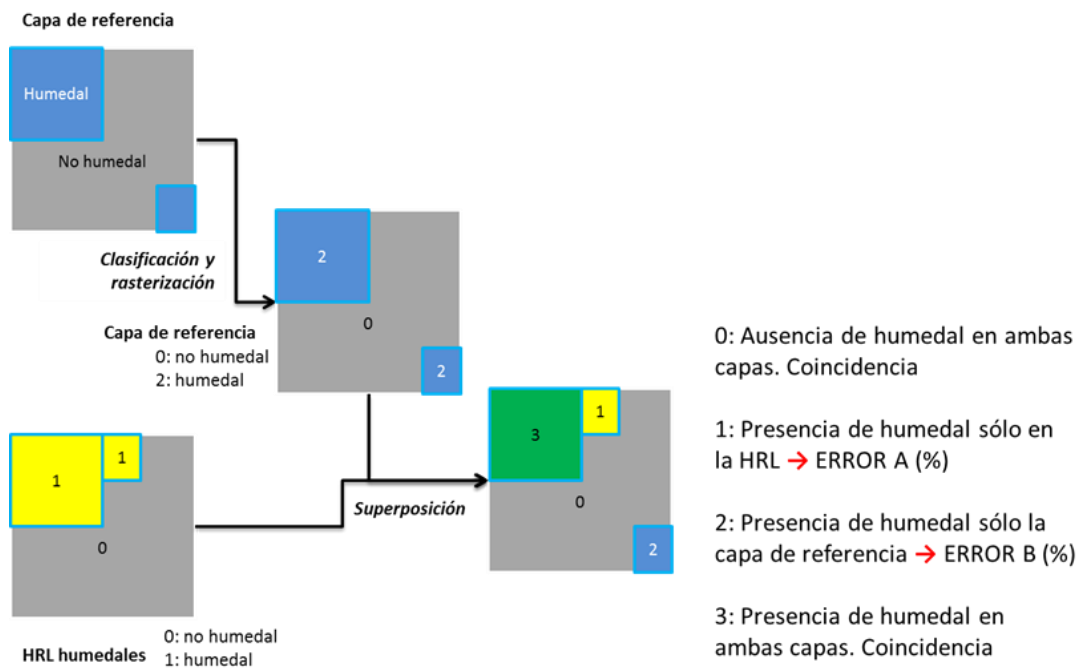 Capa de referencia
Humedal
No humedal
Clasificación y
rasterización
2
0
2
Capa de referencia
0: no humedal
2: humedal
1
1
0
HRL humedales
0: no humedal
1: humedal
Superposición
3
1
0
2
0: Ausencia de humedal en ambas
capas. Coincidencia
1: Presencia de humedal sólo en
la HRL → ERROR A (%)
2: Presencia de humedal sólo la
capa de referencia → ERROR B (%)
3: Presencia de humedal en
ambas capas. Coincidencia